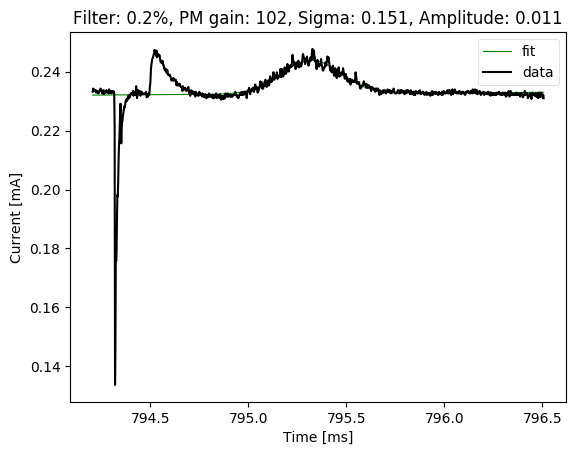 Filter: 0.2%, PM gain: 102, Sigma: 0.151, Amplitude: 0.011
fit
data
0.24
0.22
0.20
0.18
0.16
0.14
Current [mA]
794.5
795.0
795.5
796.0
796.5
Time [ms]